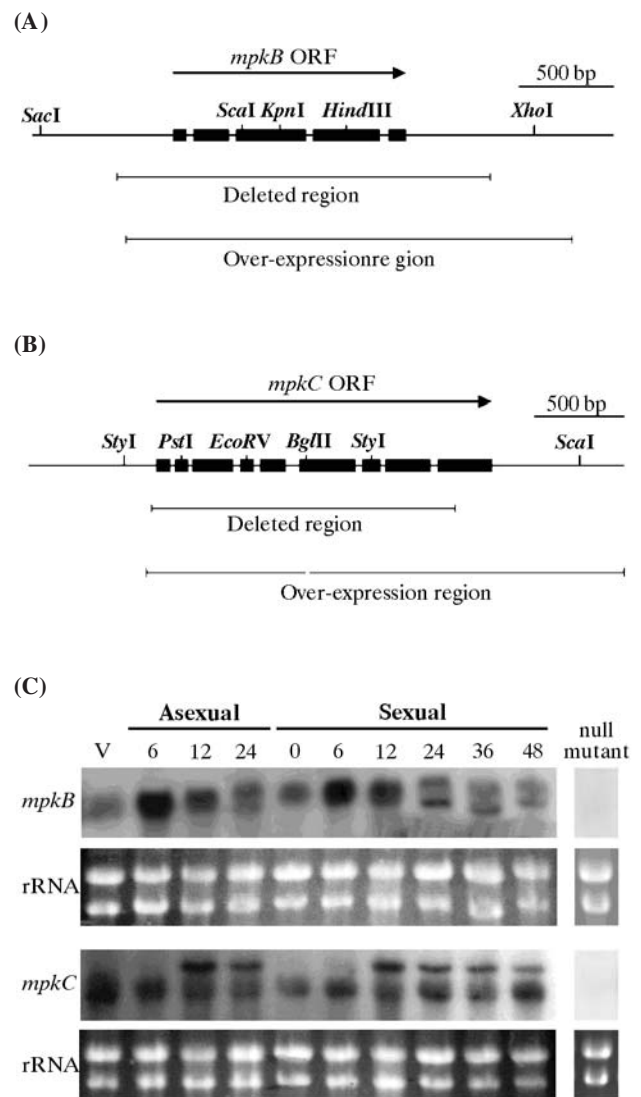 (A)
mpkB ORF
500 bp
SacI
ScaI KpnI HindIII
XhoI
Deleted region
Over-expressionre gion
(B)
mpkC ORF
500 bp
StyI PstI EcoRV BglII StyI ScaI
Deleted region
Over-expression region
(C)
Asexual Sexual null mutant
V 6 12 24 0 6 12 24 36 48
mpkB
rRNA
mpkC
rRNA